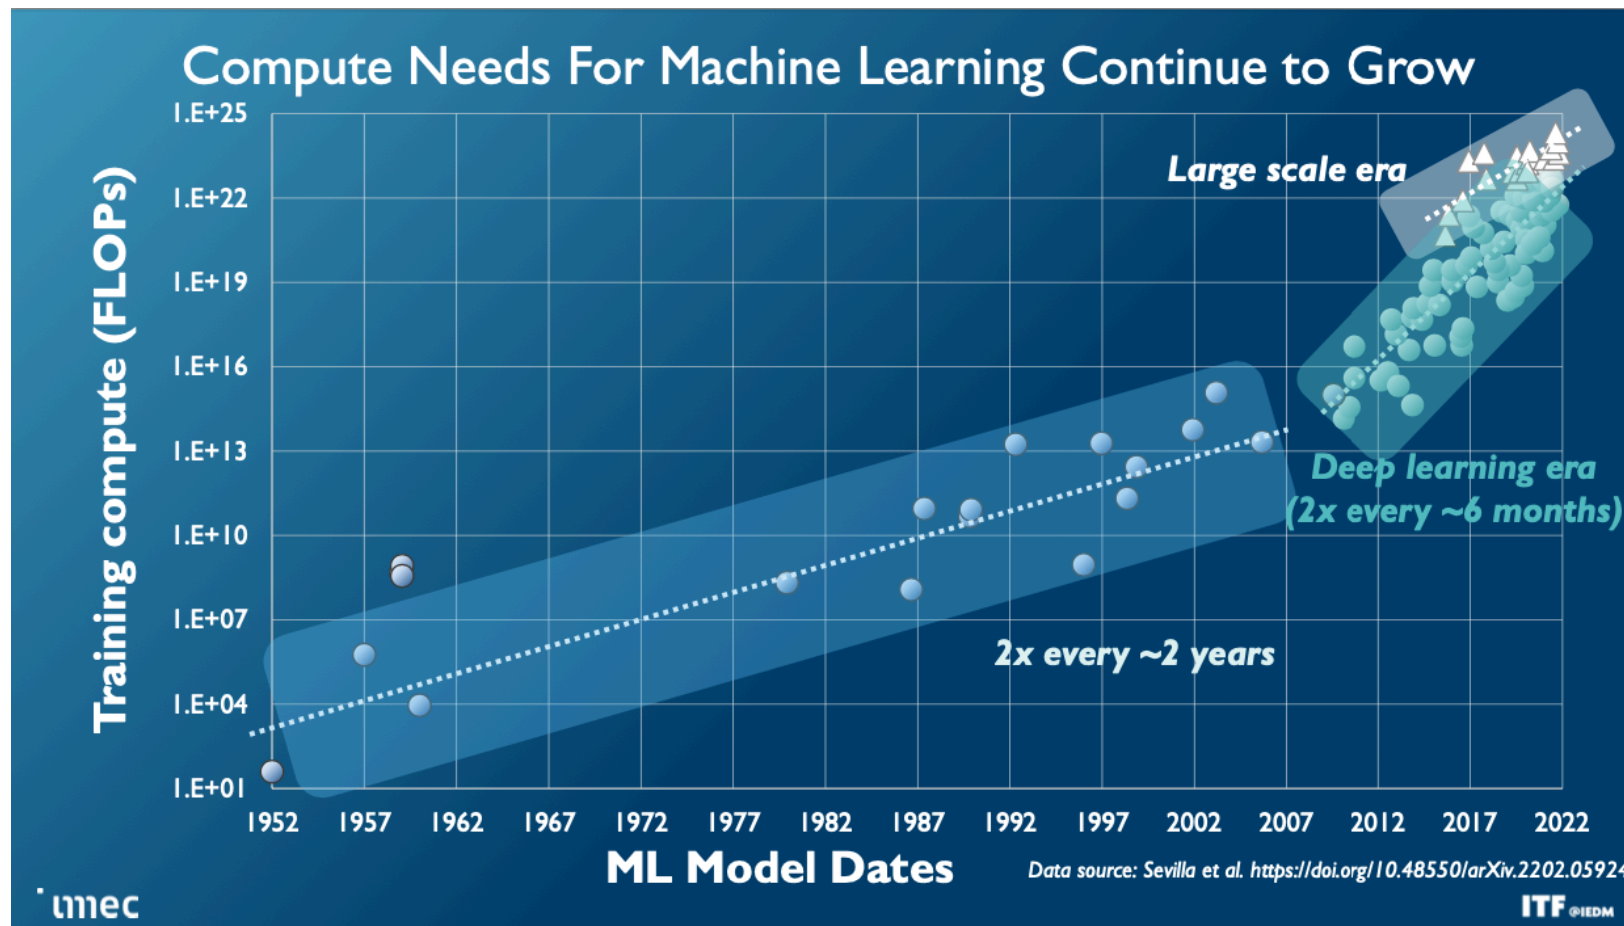 Compute Needs For Machine Learning Continue to Grow
Training compute (FLOPs)
1.E+25
1.E+22
1.E+19
1.E+16
1.E+13
1.E+10
1.E+07
1.E+04
1.E+01
Large scale era
Deep learning era
(2x every ~6 months)
2x every ~2 years
1952 1957 1962 1967 1972 1977 1982 1987 1992 1997 2002 2007 2012 2017 2022
ML Model Dates
Data source: Sevilla et al. https://doi.org/10.48550/arXiv.2202.05924
imec
ITF @IEDM